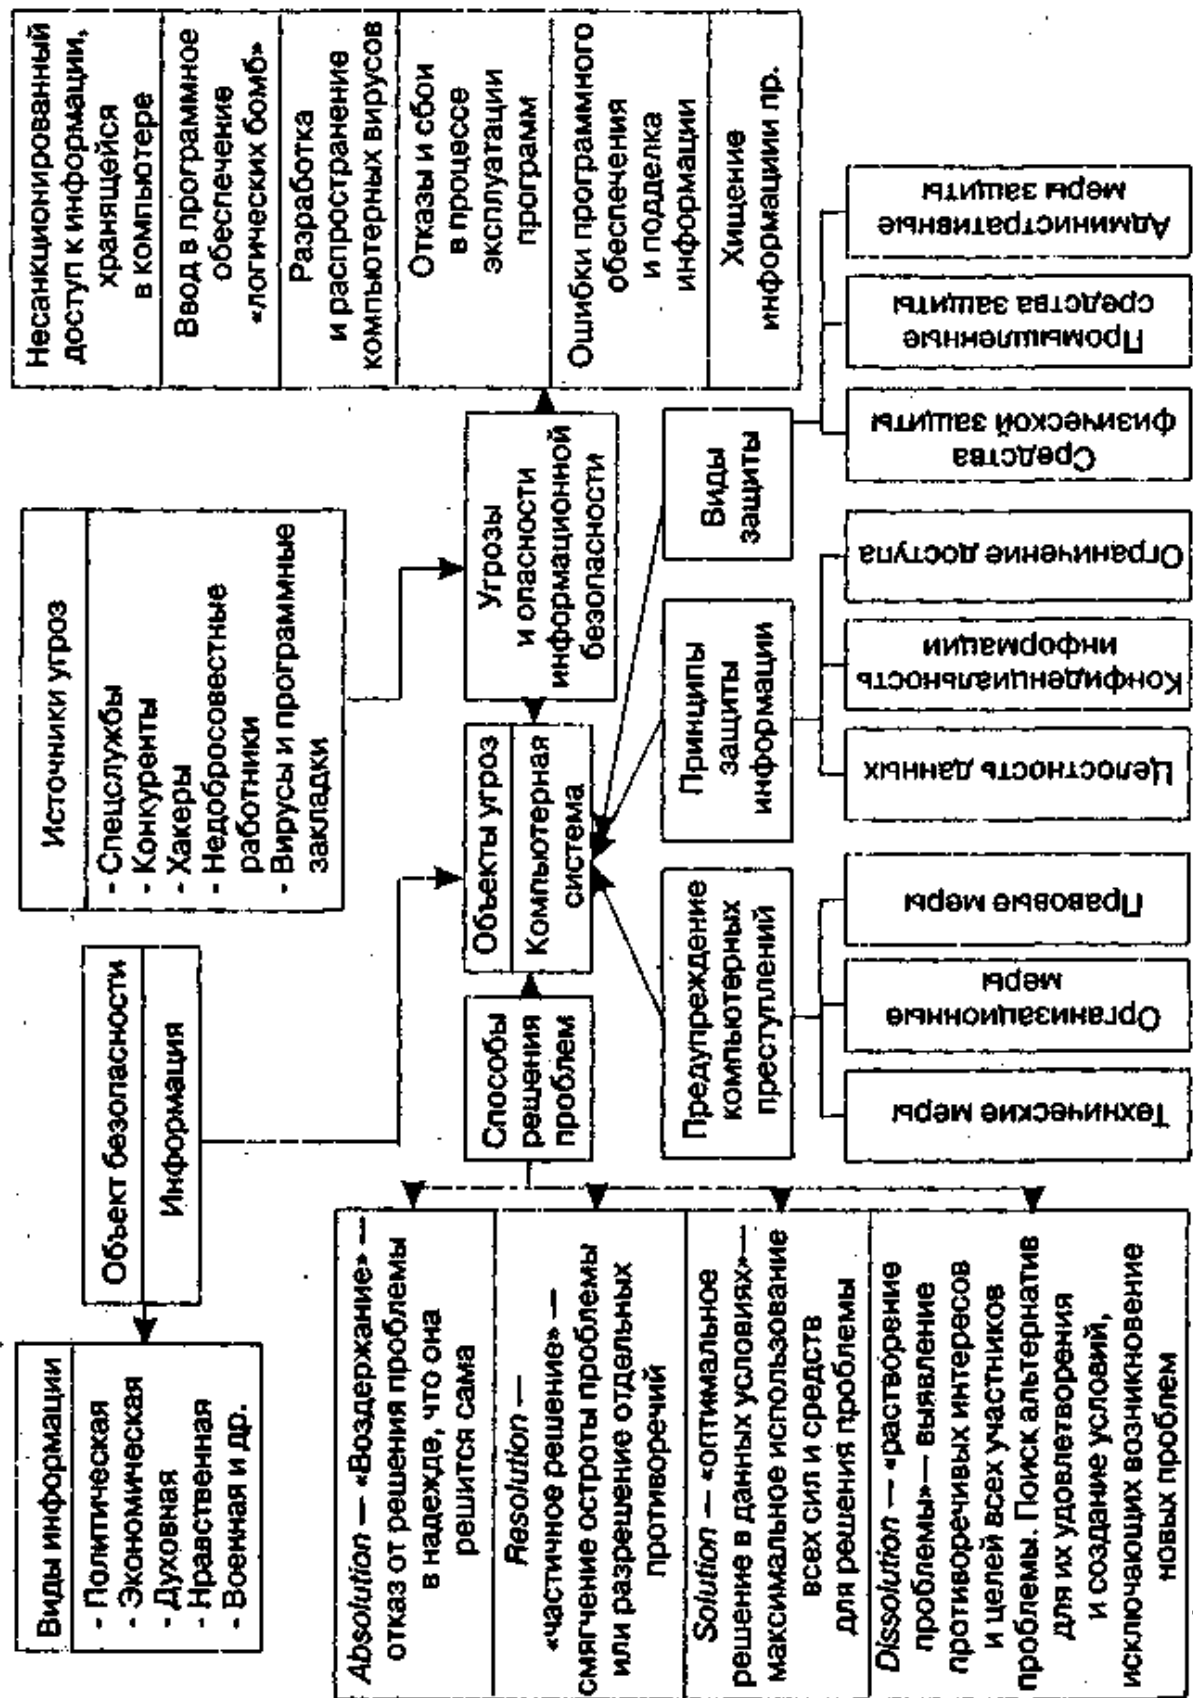 Виды информации
- Политическая
- Экономическая
- Духовная
- Нравственная
- Военная и др.
Объект безопасности
Информация
Источники угроз
- Спецслужбы
- Конкуренты
- Хакеры
- Недобросовестные
работники
- Вирусы и программные
закладки
Несанкционированный
доступ к информации,
хранящейся
в компьютере
Ввод в программное
обеспечение
«логических бомб»
Разработка
и распространение
компьютерных вирусов
Отказы и сбои
в процессе
эксплуатации
программ
Ошибки программного
обеспечения
и подделка
информации
Хищение
информациии пр.
Absolution — «Воздержание» —
отказ от решения проблемы
в надежде, что она
решится сама
Resolution —
«частичное решение» —
смягчение остроты проблемы
или разрешение отдельных
противоречий
Solution — «оптимальное
решение в данных условиях»—
максимальное использование
всех сил и средств
для решения проблемы
Dissolution — «растворение
проблемы»— выявление
противоречивых интересов
и целей всех участников
проблемы. Поиск альтернатив
для их удовлетворения
и создание условий,
исключающих возникновение
новых проблем
Способы
решения
проблем
Объекты угроз
Компьютерная
система
Угрозы
и опасности
информационной
безопасности
Предупреждение
компьютерных
преступлений
Принципы
защиты
информации
Виды
защиты
Технические меры
Организационные
меры
Правовые меры
Целостность данных
Конфиденциальность
информации
Ограничение доступа
Средства
физической защиты
Промышленные
средства защиты
Административные
меры защиты